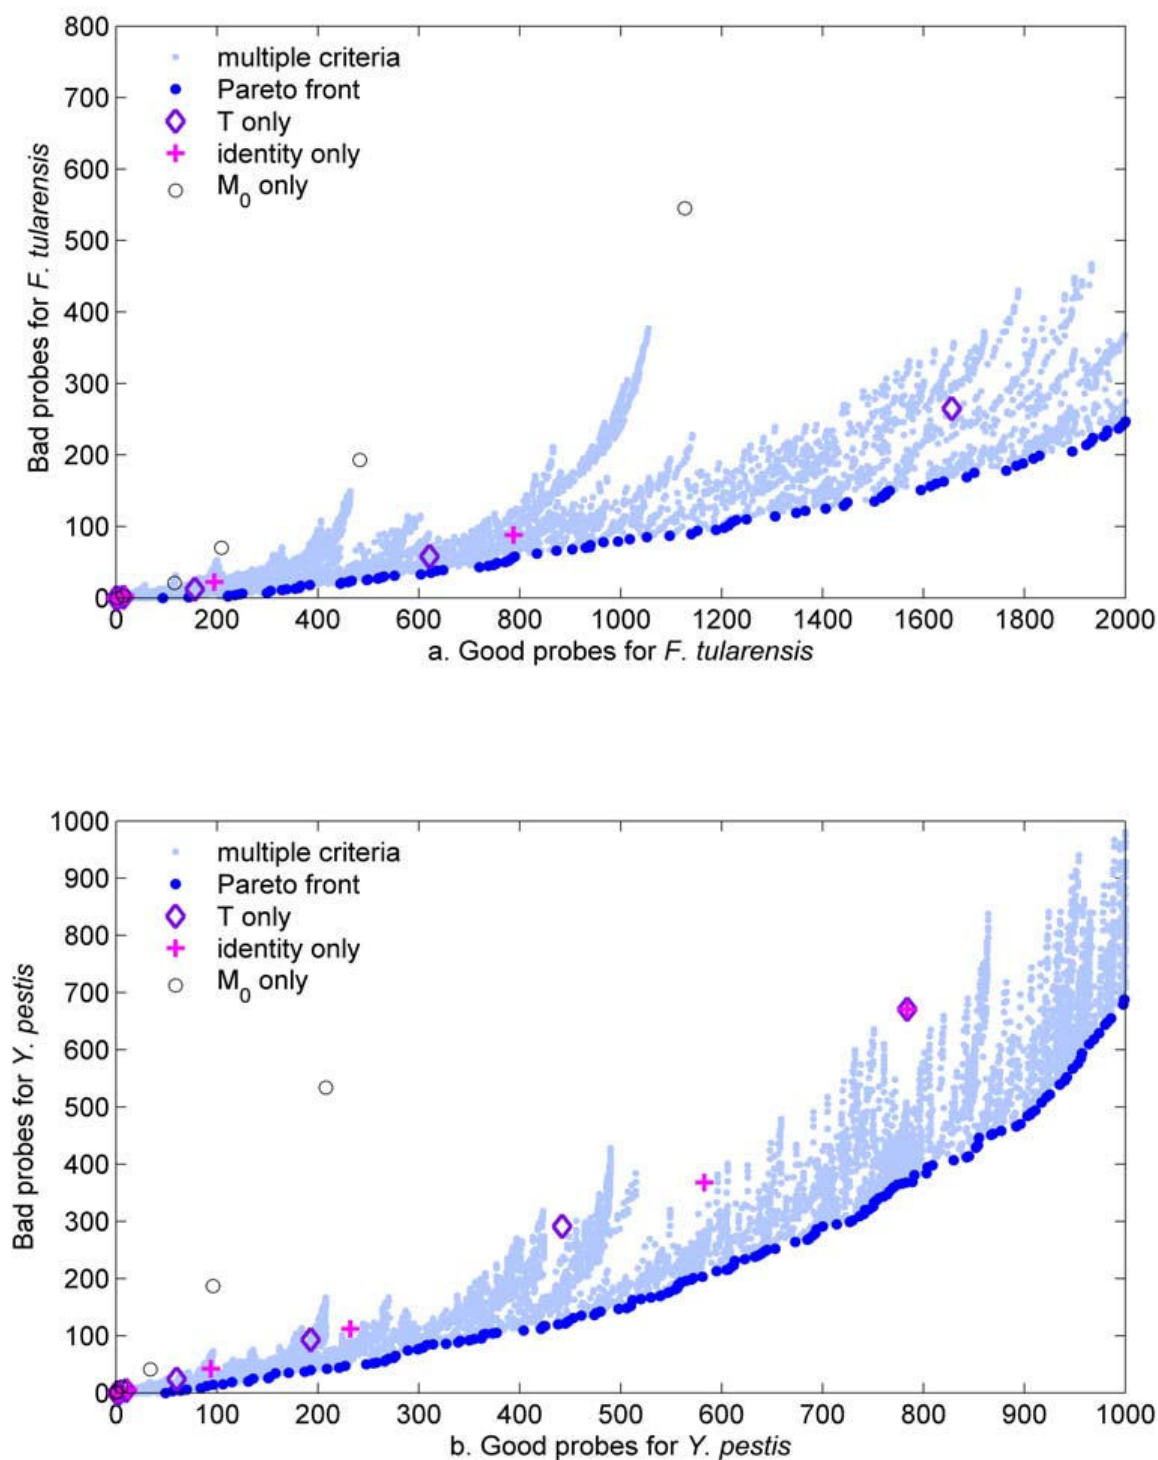 800
700
600
500
400
300
200
100
0
multiple criteria
Pareto front
T only
identity only
M0 only
Bad probes for F. tularensis
0 200 400 600 800 1000 1200 1400 1600 1800 2000
a. Good probes for F. tularensis
1000
900
800
700
600
500
400
300
200
100
0
multiple criteria
Pareto front
T only
identity only
M0 only
Bad probes for Y. pestis
0 100 200 300 400 500 600 700 800 900 1000
b. Good probes for Y. pestis